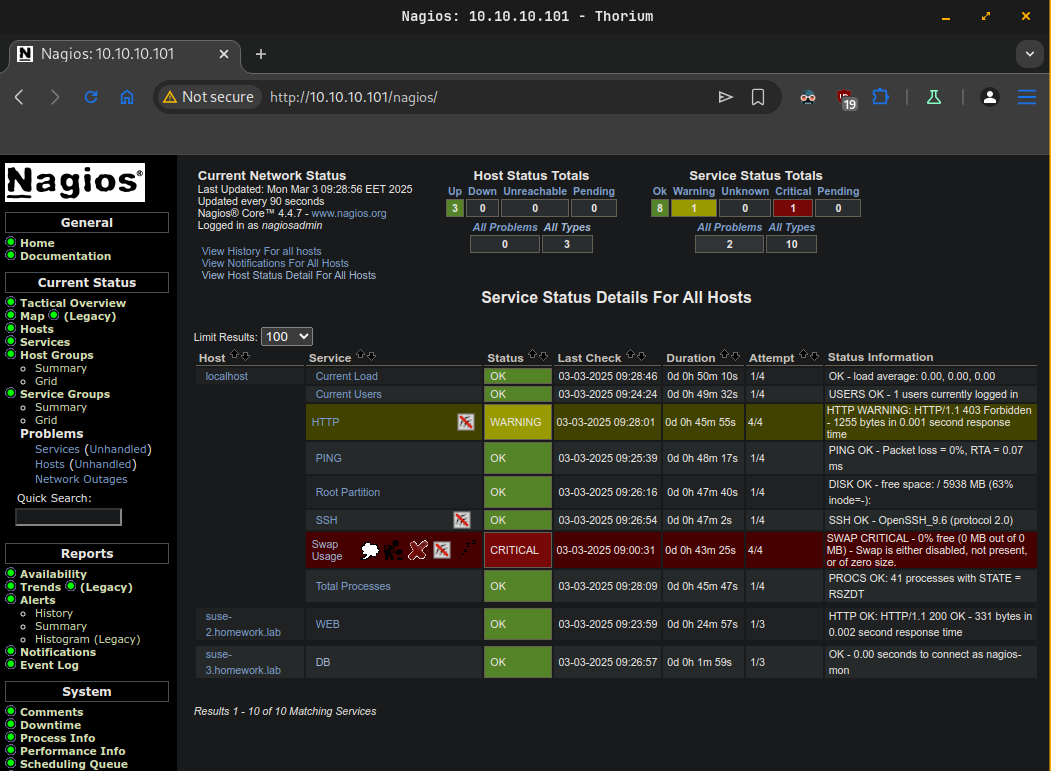 Nagios: 10.10.10.101 - Thorium
Nagios: 10.10.10.101
Not secure
http://10.10.10.101/nagios/
19
Nagios®
General
Home
Documentation
Current Status
Tactical Overview
Map (Legacy)
Hosts
Services
Host Groups
Summary
Grid
Service Groups
Summary
Grid
Problems
Services (Unhandled)
Hosts (Unhandled)
Network Outages
Quick Search:
Reports
Availability
Trends (Legacy)
Alerts
History
Summary
Histogram (Legacy)
Notifications
Event Log
System
Comments
Downtime
Process Info
Performance Info
Scheduling Queue
Current Network Status
Last Updated: Mon Mar 3 09:28:56 EET 2025
Updated every 90 seconds
Nagios® Core™ 4.4.7 - www.nagios.org
Logged in as nagiosadmin
View History For all hosts
View Notifications For All Hosts
View Host Status Detail For All Hosts
Host Status Totals
Up Down Unreachable Pending
3 0 0 0
All Problems All Types
0 3
Service Status Totals
Ok Warning Unknown Critical Pending
8 1 0 1 0
All Problems All Types
2 10
Service Status Details For All Hosts
Limit Results: 100
Host Service Status Last Check Duration Attempt Status Information
localhost Current Load OK 03-03-2025 09:28:46 0d 0h 50m 10s 1/4 OK - load average: 0.00, 0.00, 0.00
Current Users OK 03-03-2025 09:24:24 0d 0h 49m 32s 1/4 USERS OK - 1 users currently logged in
HTTP WARNING 03-03-2025 09:28:01 0d 0h 45m 55s 4/4 HTTP WARNING: HTTP/1.1 403 Forbidden
- 1255 bytes in 0.001 second response
time
PING OK 03-03-2025 09:25:39 0d 0h 48m 17s 1/4 PING OK - Packet loss = 0%, RTA = 0.07
ms
Root Partition OK 03-03-2025 09:26:16 0d 0h 47m 40s 1/4 DISK OK - free space: / 5938 MB (63%
inode=-):
SSH OK 03-03-2025 09:26:54 0d 0h 47m 2s 1/4 SSH OK - OpenSSH_9.6 (protocol 2.0)
Swap
Usage CRITICAL 03-03-2025 09:00:31 0d 0h 43m 25s 4/4 SWAP CRITICAL - 0% free (0 MB out of 0
MB) - Swap is either disabled, not present,
or of zero size.
Total Processes OK 03-03-2025 09:28:09 0d 0h 45m 47s 1/4 PROCS OK: 41 processes with STATE =
RSZDT
suse-
2.homework.lab WEB OK 03-03-2025 09:23:59 0d 0h 24m 57s 1/3 HTTP OK: HTTP/1.1 200 OK - 331 bytes in
0.002 second response time
suse-
3.homework.lab DB OK 03-03-2025 09:26:57 0d 0h 1m 59s 1/3 OK - 0.00 seconds to connect as nagios-
mon
Results 1 - 10 of 10 Matching Services